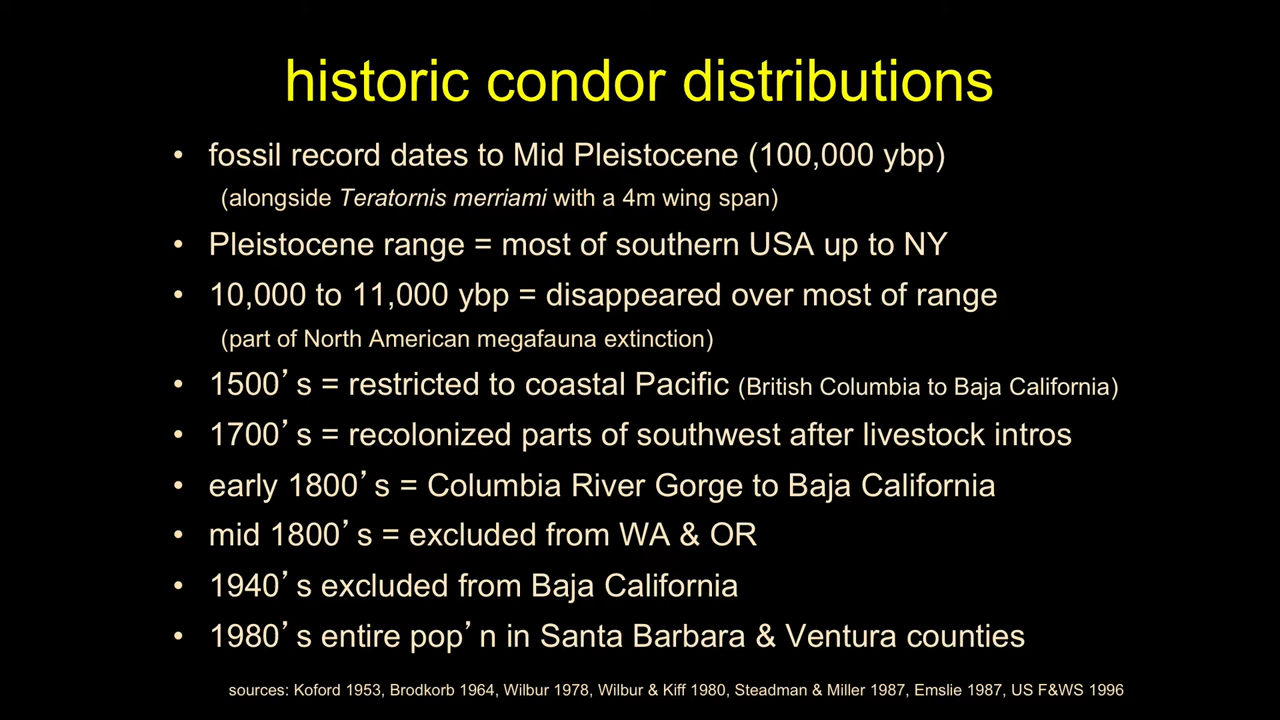 historic condor distributions
• fossil record dates to Mid Pleistocene (100,000 ybp)
(alongside Teratornis merriami with a 4m wing span)
• Pleistocene range = most of southern USA up to NY
• 10,000 to 11,000 ybp = disappeared over most of range
(part of North American megafauna extinction)
• 1500’s = restricted to coastal Pacific (British Columbia to Baja California)
• 1700’s = recolonized parts of southwest after livestock intros
• early 1800’s = Columbia River Gorge to Baja California
• mid 1800’s = excluded from WA & OR
• 1940’s excluded from Baja California
• 1980’s entire pop’n in Santa Barbara & Ventura counties
sources: Koford 1953, Brodkorb 1964, Wilbur 1978, Wilbur & Kiff 1980, Steadman & Miller 1987, Emslie 1987, US F&WS 1996